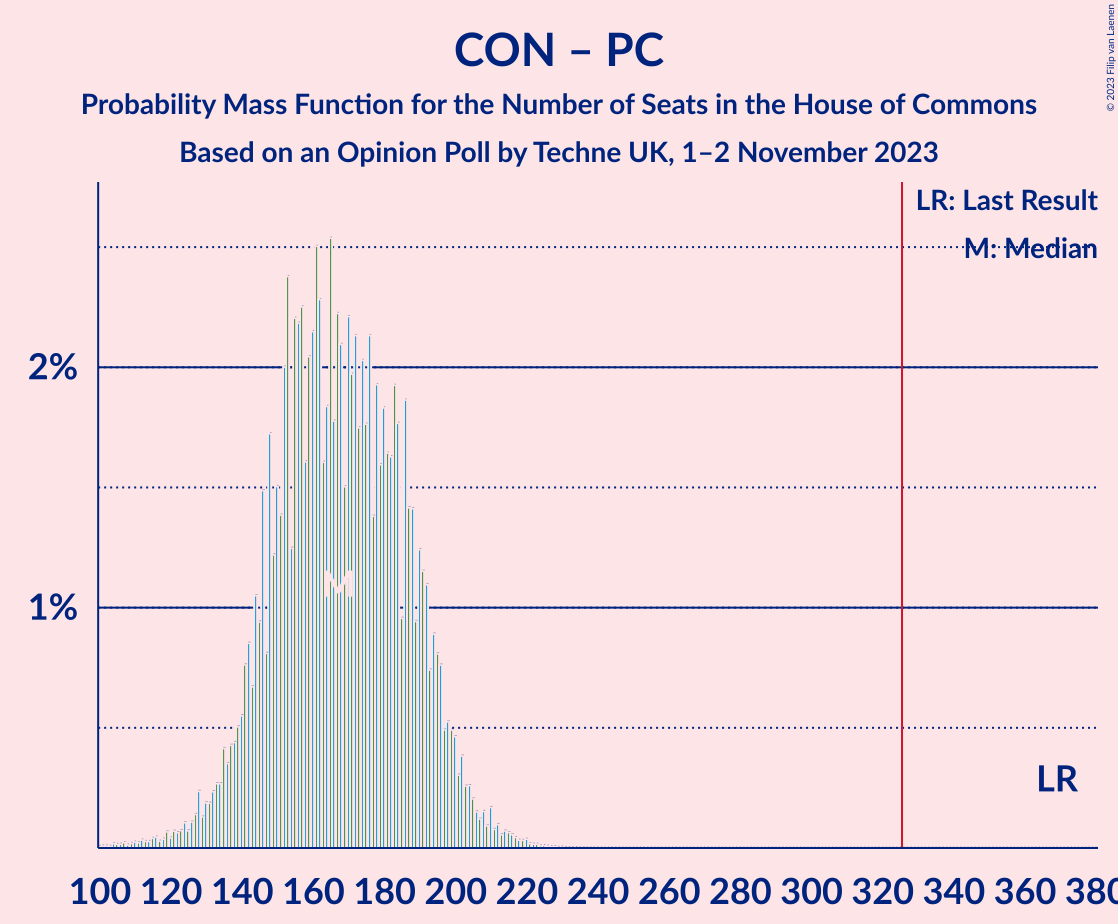 CON – PC
Probability Mass Function for the Number of Seats in the House of Commons
Based on an Opinion Poll by Techne UK, 1–2 November 2023
© 2023 Filip van Laenen
LR: Last Result
M: Median
2%
1%
M
LR
100 120 140 160 180 200 220 240 260 280 300 320 340 360 380